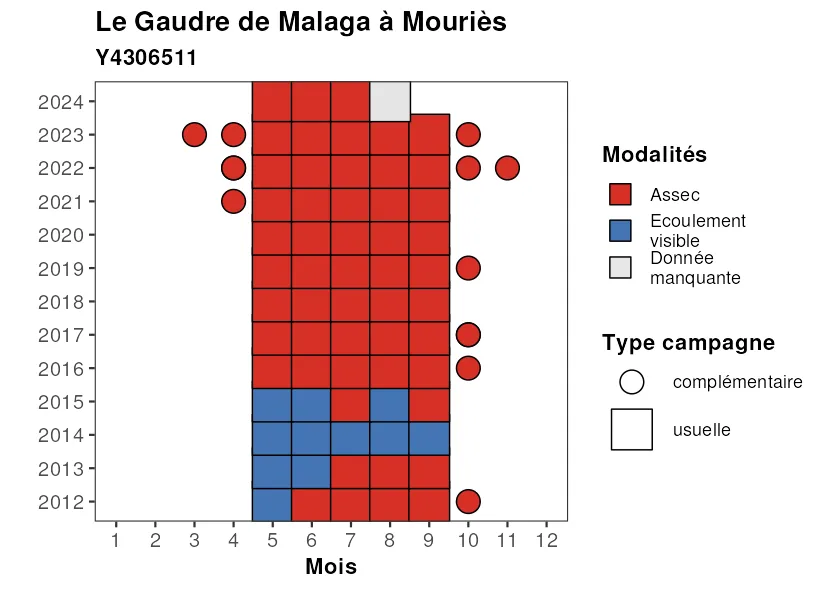 Le Gaudre de Malaga à Mouriès
Y4306511
2024
2023
2022
2021
2020
2019
2018
2017
2016
2015
2014
2013
2012
1 2 3 4 5 6 7 8 9 10 11 12
Mois
Modalités
Assec
Ecoulement
visible
Donnée
manquante
Type campagne
complémentaire
usuelle